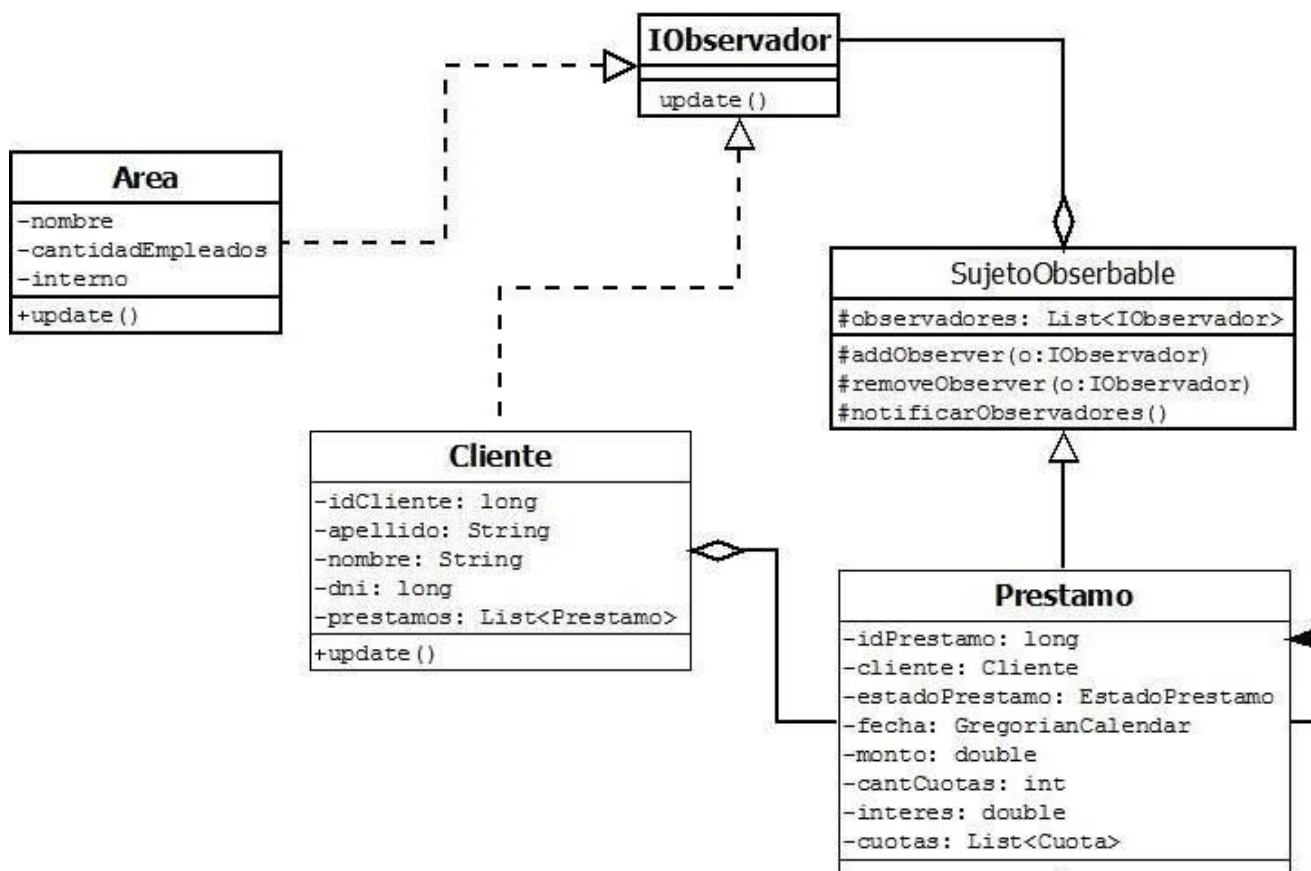 IObservador
update()
Area
-nombre
-cantidadEmpleados
-interno
+update()
SujetoObserbable
#observadores: List<IObservador>
#addObserver(o:IObservador)
#removeObserver(o:IObservador)
#notificarObservadores()
Cliente
-idCliente: long
-apellido: String
-nombre: String
-dni: long
-prestamos: List<Prestamo>
+update()
Prestamo
-idPrestamo: long
-cliente: Cliente
-estadoPrestamo: EstadoPrestamo
-fecha: GregorianCalendar
-monto: double
-cantCuotas: int
-interes: double
-cuotas: List<Cuota>